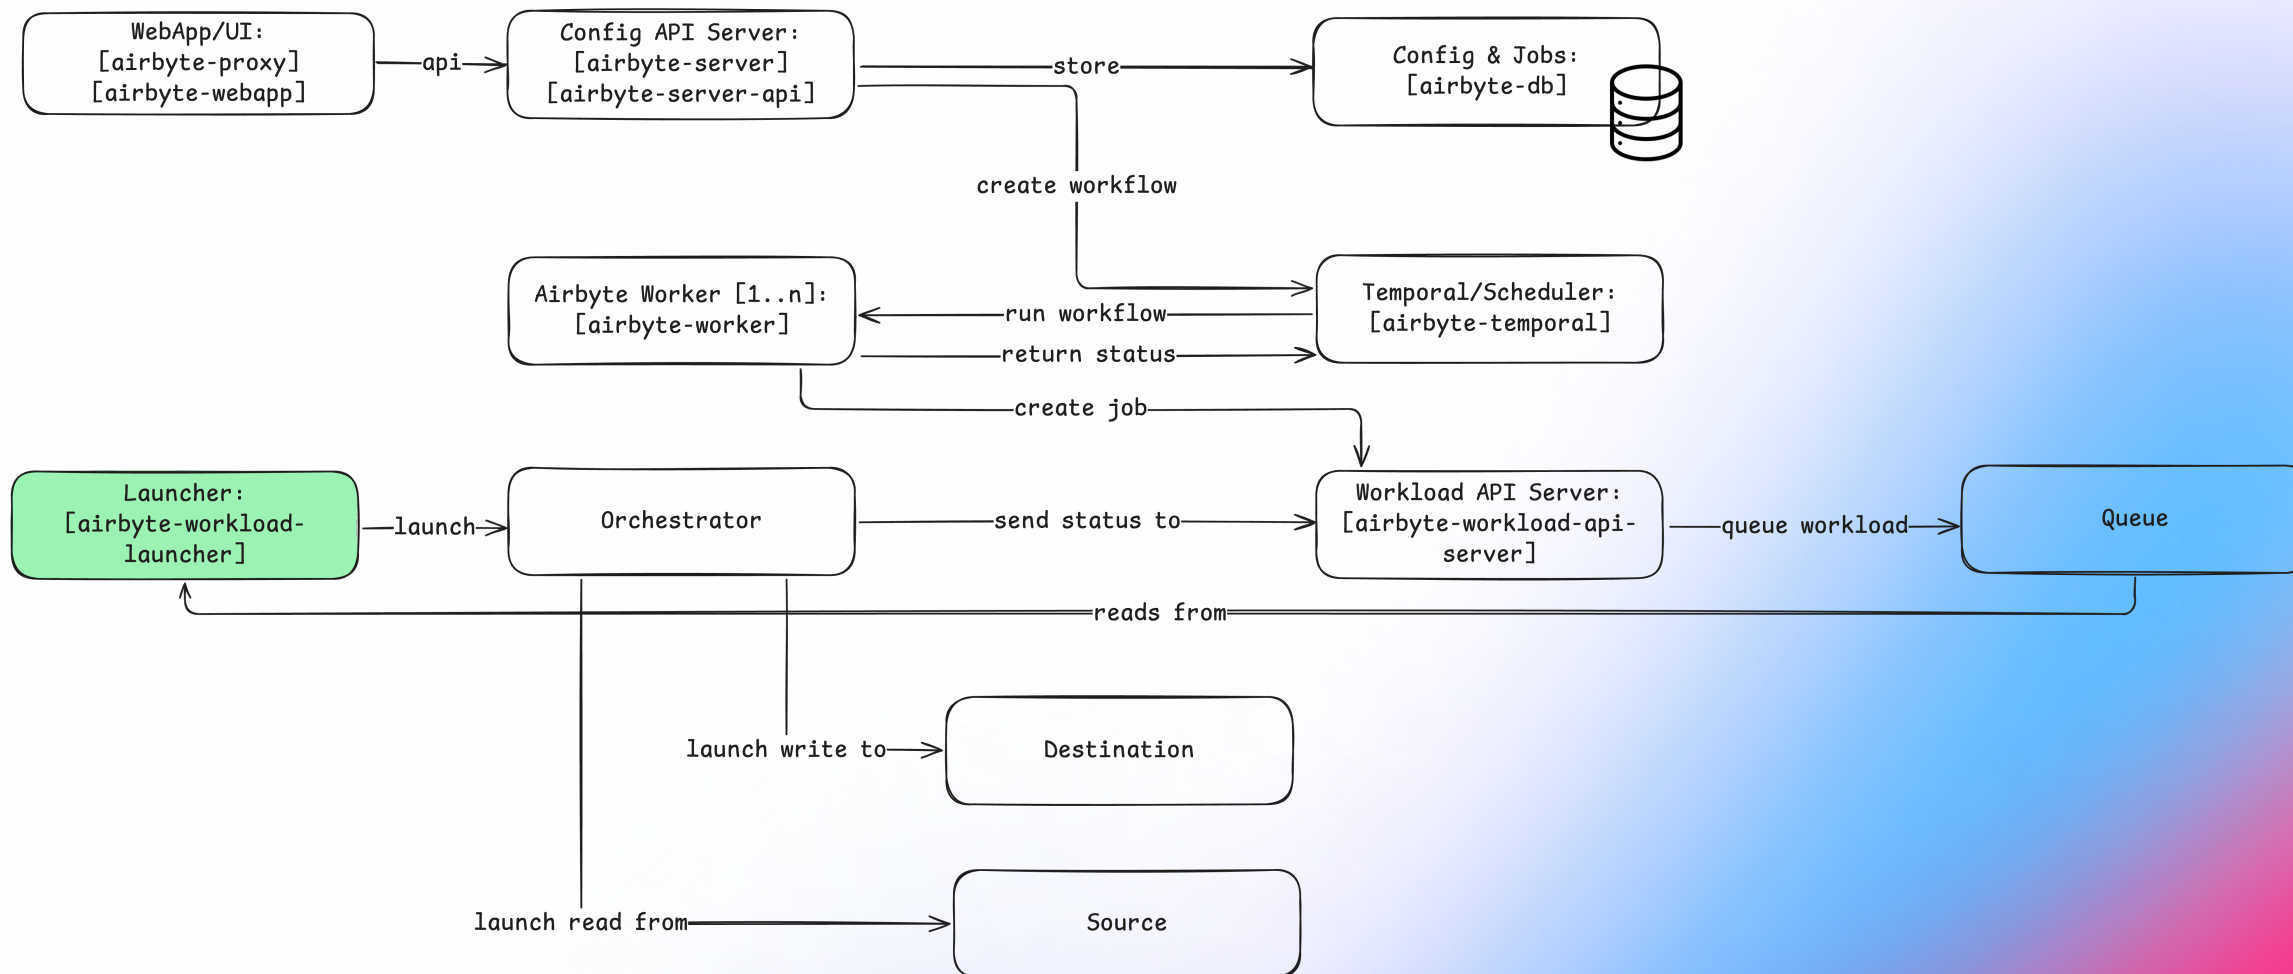 WebApp/UI:
[airbyte-proxy]
[airbyte-webapp]
api
Config API Server:
[airbyte-server]
[airbyte-server-api]
store
Config & Jobs:
[airbyte-db]
create workflow
Airbyte Worker [1..n]:
[airbyte-worker]
run workflow
return status
Temporal/Scheduler:
[airbyte-temporal]
create job
Launcher:
[airbyte-workload-
launcher]
launch
Orchestrator
send status to
Workload API Server:
[airbyte-workload-api-
server]
queue workload
Queue
reads from
launch write to
Destination
launch read from
Source